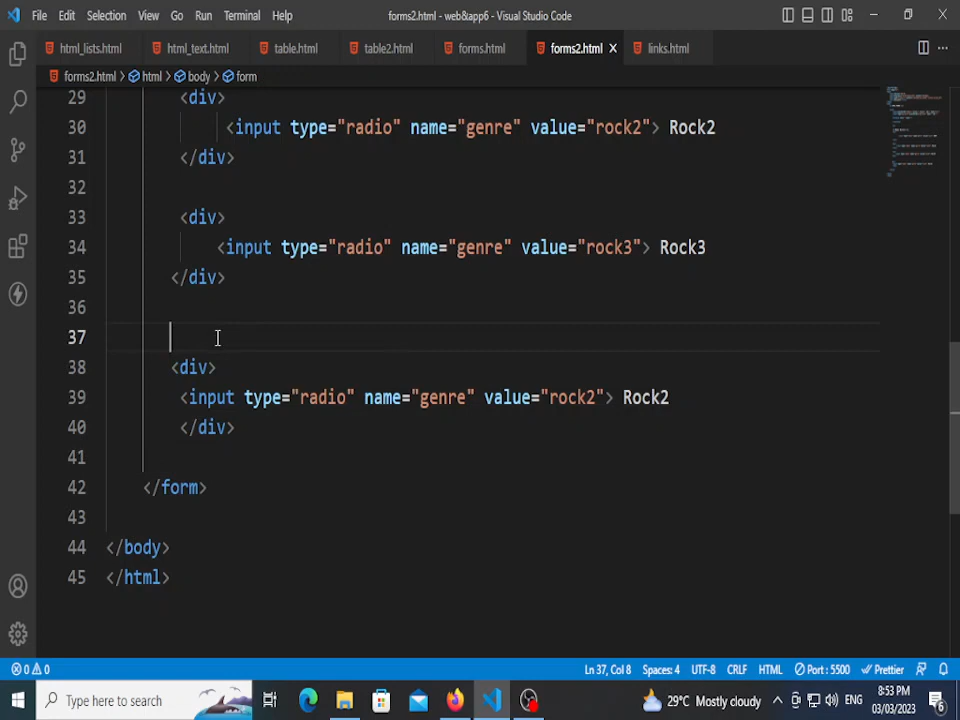 File Edit Selection View Go Run Terminal Help forms2.html - web&app6 - Visual Studio Code
html_lists.html html_text.html table.html table2.html forms.html forms2.html links.html
forms2.html > html > body > form
29 <div>
30 <input type="radio" name="genre" value="rock2"> Rock2
31 </div>
32
33 <div>
34 <input type="radio" name="genre" value="rock3"> Rock3
35 </div>
36
37
38 <div>
39 <input type="radio" name="genre" value="rock2"> Rock2
40 </div>
41
42 </form>
43
44 </body>
45 </html>
0 0 Ln 37, Col 8 Spaces: 4 UTF-8 CRLF HTML Port : 5500 Prettier
Type here to search 29°C Mostly cloudy ENG 8:53 PM 03/03/2023 6